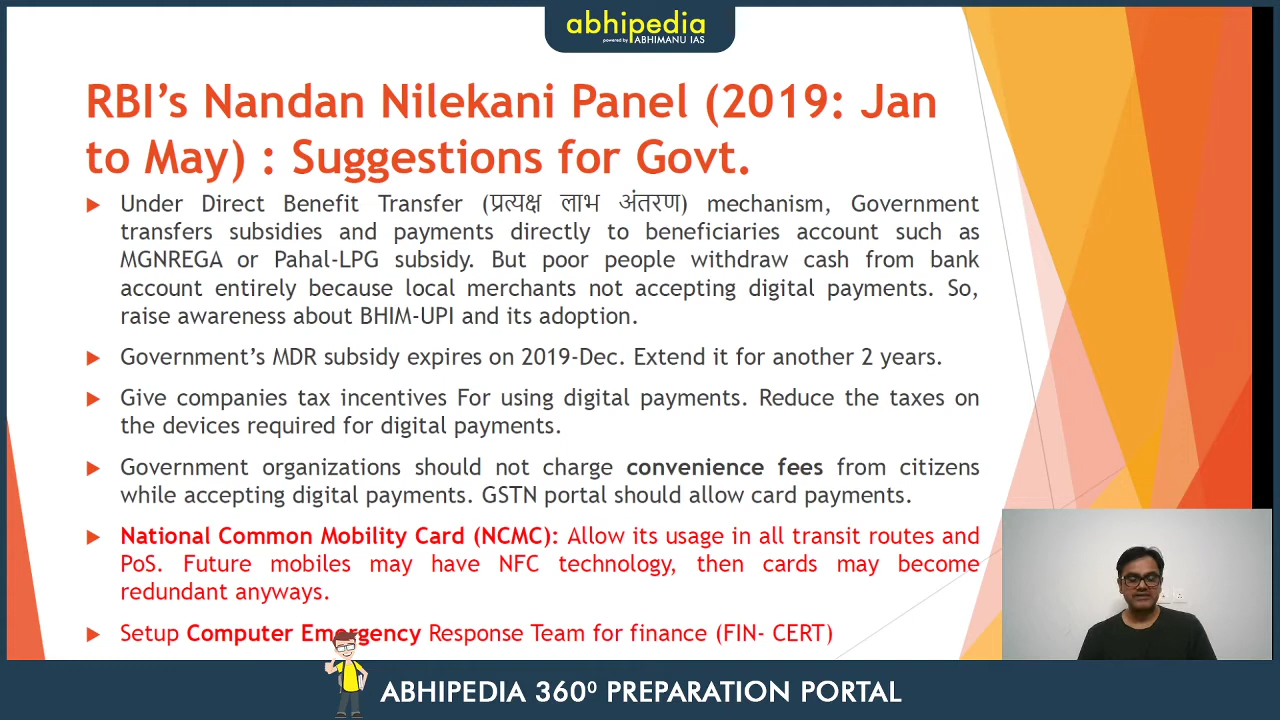 abhipedia
powered by ABHIMANU IAS
RBI's Nandan Nilekani Panel (2019: Jan
to May) : Suggestions for Govt.
Under Direct Benefit Transfer (प्रत्यक्ष लाभ अंतरण) mechanism, Government
transfers subsidies and payments directly to beneficiaries account such as
MGNREGA or Pahal-LPG subsidy. But poor people withdraw cash from bank
account entirely because local merchants not accepting digital payments. So,
raise awareness about BHIM-UPI and its adoption.
Government's MDR subsidy expires on 2019-Dec. Extend it for another 2 years.
Give companies tax incentives For using digital payments. Reduce the taxes on
the devices required for digital payments.
Government organizations should not charge convenience fees from citizens
while accepting digital payments. GSTN portal should allow card payments.
National Common Mobility Card (NCMC): Allow its usage in all transit routes and
PoS. Future mobiles may have NFC technology, then cards may become
redundant anyways.
Setup Computer Emergency Response Team for finance (FIN- CERT)
ABHIPEDIA 360⁰ PREPARATION PORTAL